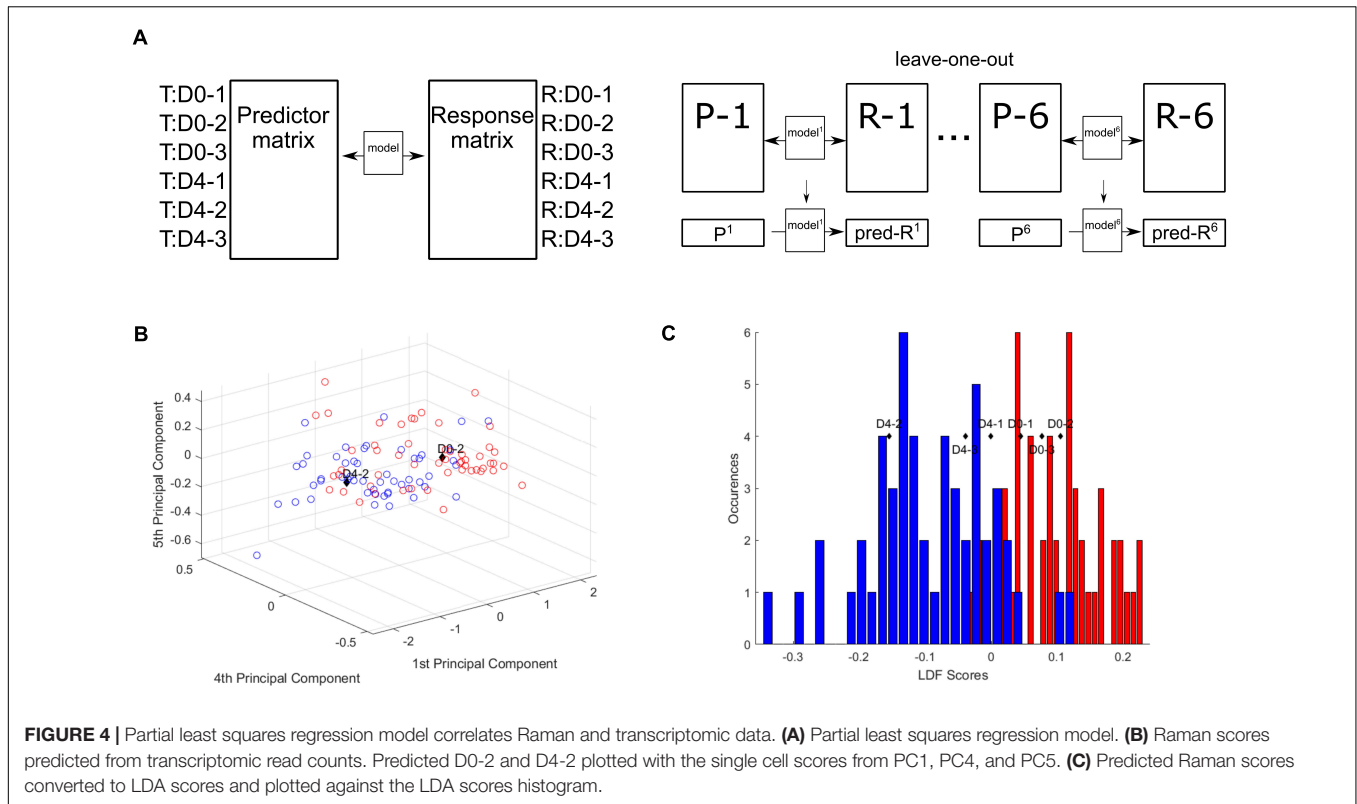 A
T:D0-1
T:D0-2
T:D0-3
T:D4-1
T:D4-2
T:D4-3
Predictor
matrix
model
Response
matrix
R:D0-1
R:D0-2
R:D0-3
R:D4-1
R:D4-2
R:D4-3
leave-one-out
P-1
model¹
R-1
...
P-6
model⁶
R-6
P¹
model¹
pred-R¹
P⁶
model⁶
pred-R⁶
B
5th Principal Component
0.4
0.2
0
-0.2
-0.4
-0.6
D0-2
D4-2
0.5
0
-0.5
4th Principal Component
-2
-1
0
1
2
1st Principal Component
C
Occurences
6
5
4
3
2
1
0
D4-2
D4-1
D0-1
D0-2
D4-3
D0-3
-0.3
-0.2
-0.1
0
0.1
0.2
LDF Scores
FIGURE 4 | Partial least squares regression model correlates Raman and transcriptomic data. (A) Partial least squares regression model. (B) Raman scores
predicted from transcriptomic read counts. Predicted D0-2 and D4-2 plotted with the single cell scores from PC1, PC4, and PC5. (C) Predicted Raman scores
converted to LDA scores and plotted against the LDA scores histogram.